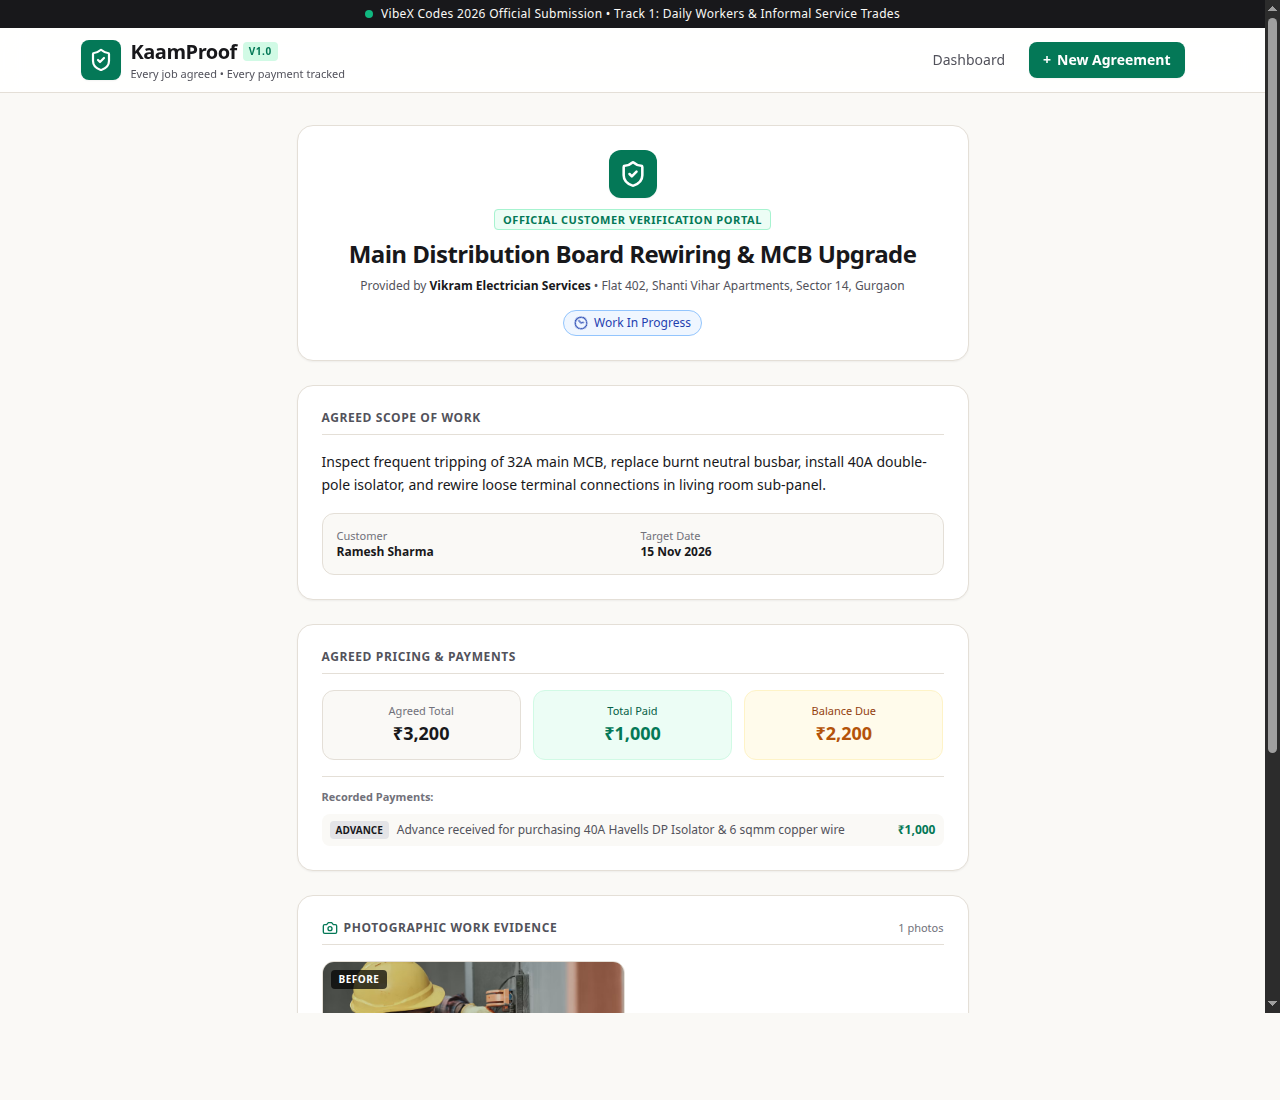 VibeX Codes 2026 Official Submission • Track 1: Daily Workers & Informal Service Trades
KaamProof V1.0
Every job agreed • Every payment tracked
Dashboard
+ New Agreement
OFFICIAL CUSTOMER VERIFICATION PORTAL
Main Distribution Board Rewiring & MCB Upgrade
Provided by Vikram Electrician Services • Flat 402, Shanti Vihar Apartments, Sector 14, Gurgaon
Work In Progress
AGREED SCOPE OF WORK
Inspect frequent tripping of 32A main MCB, replace burnt neutral busbar, install 40A double-
pole isolator, and rewire loose terminal connections in living room sub-panel.
Customer
Ramesh Sharma
Target Date
15 Nov 2026
AGREED PRICING & PAYMENTS
Agreed Total
₹3,200
Total Paid
₹1,000
Balance Due
₹2,200
Recorded Payments:
ADVANCE Advance received for purchasing 40A Havells DP Isolator & 6 sqmm copper wire ₹1,000
PHOTOGRAPHIC WORK EVIDENCE
1 photos
BEFORE